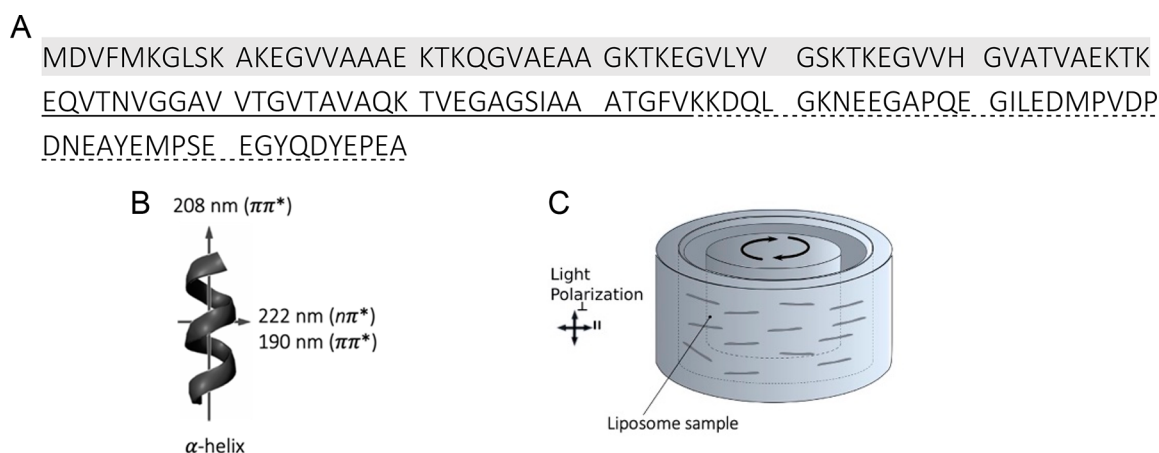 A
MDVFMKGLSK AKEGVVAAAE KTKQGVAEAA GKTKEGVLYV GSKTKEGVVH GVATVAEKTK
EQVTNVGGAV VTGVTAVAQK TVEGAGSIAA ATGFVKKDQL GKNEEGAPQE GILEDMPVDP
DNEAYEMPSE EGYQDYEPEA
B
208 nm (ππ*)
222 nm (nπ*)
190 nm (ππ*)
α-helix
C
Light
Polarization
⊥
II
Liposome sample